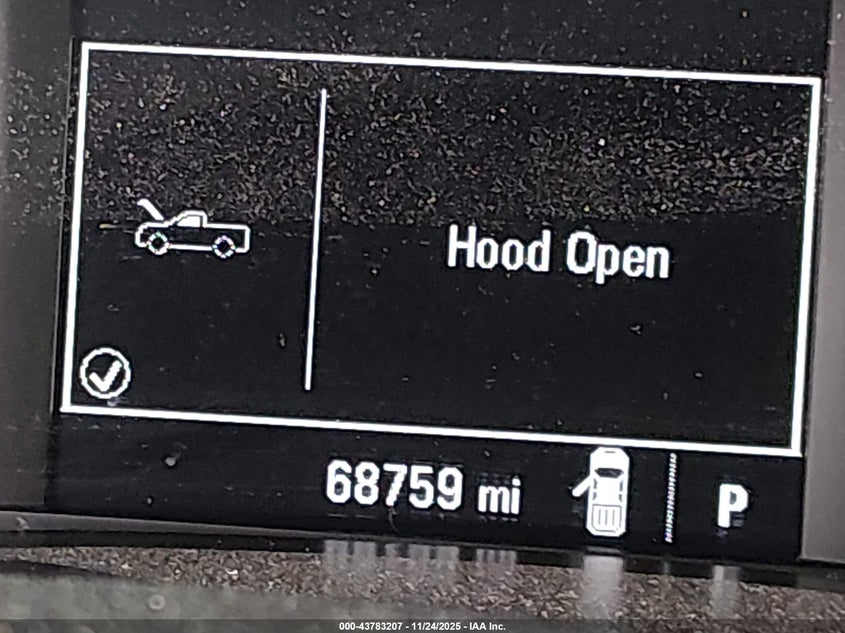 Hood Open
68759 mi
P
000-43783207 - 11/24/2025 - IAA Inc.